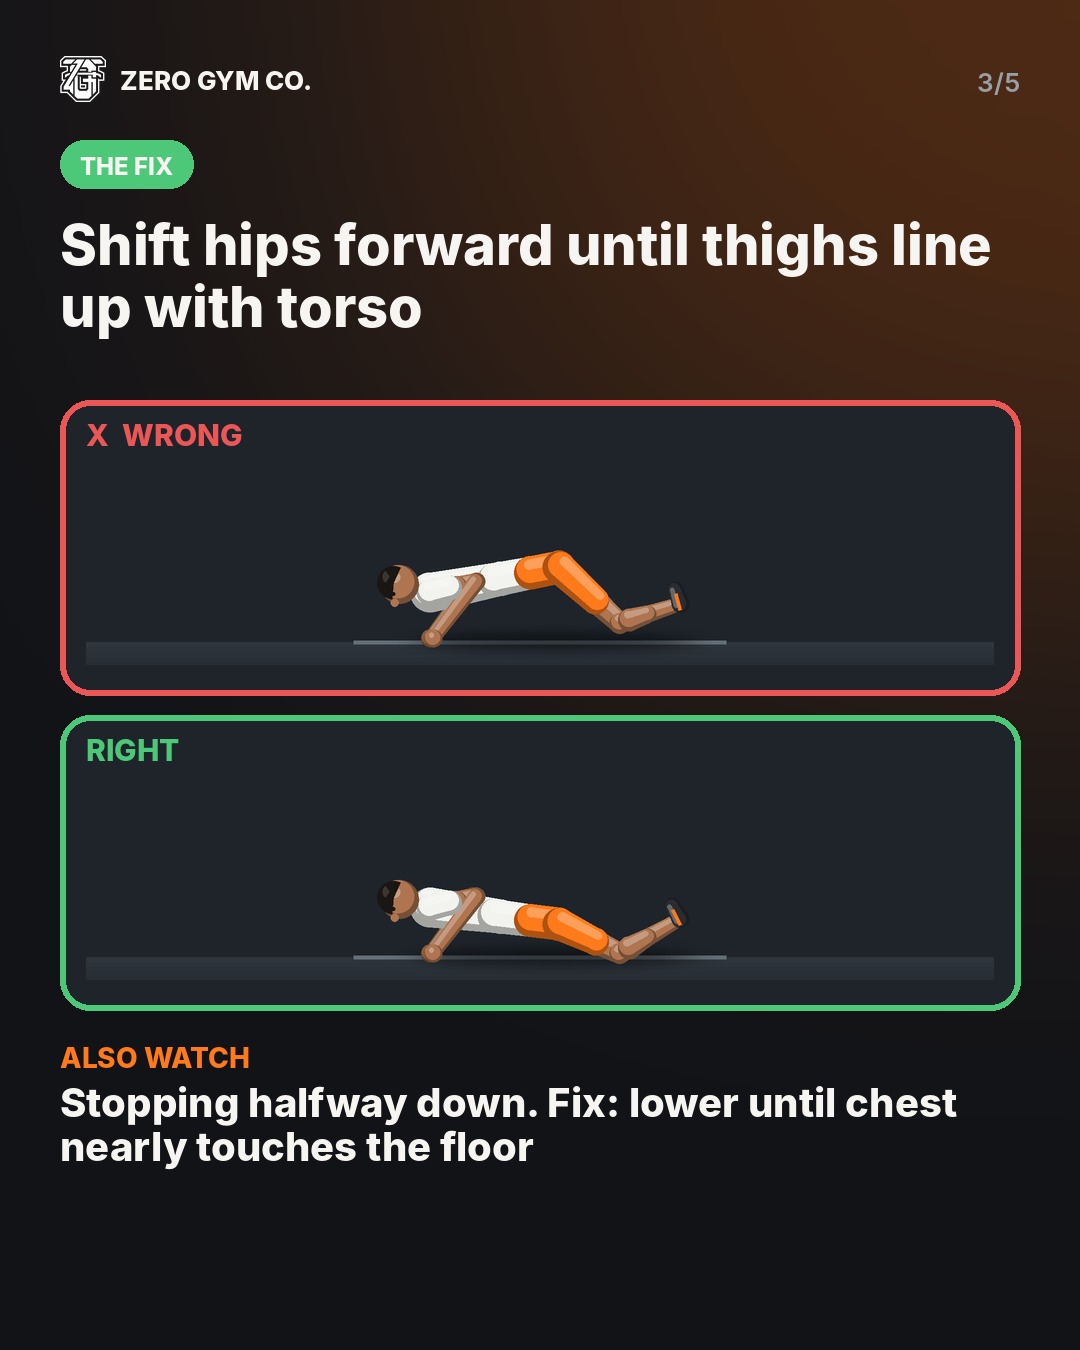 ZERO GYM CO.
3/5
THE FIX
Shift hips forward until thighs line
up with torso
X WRONG
RIGHT
ALSO WATCH
Stopping halfway down. Fix: lower until chest
nearly touches the floor